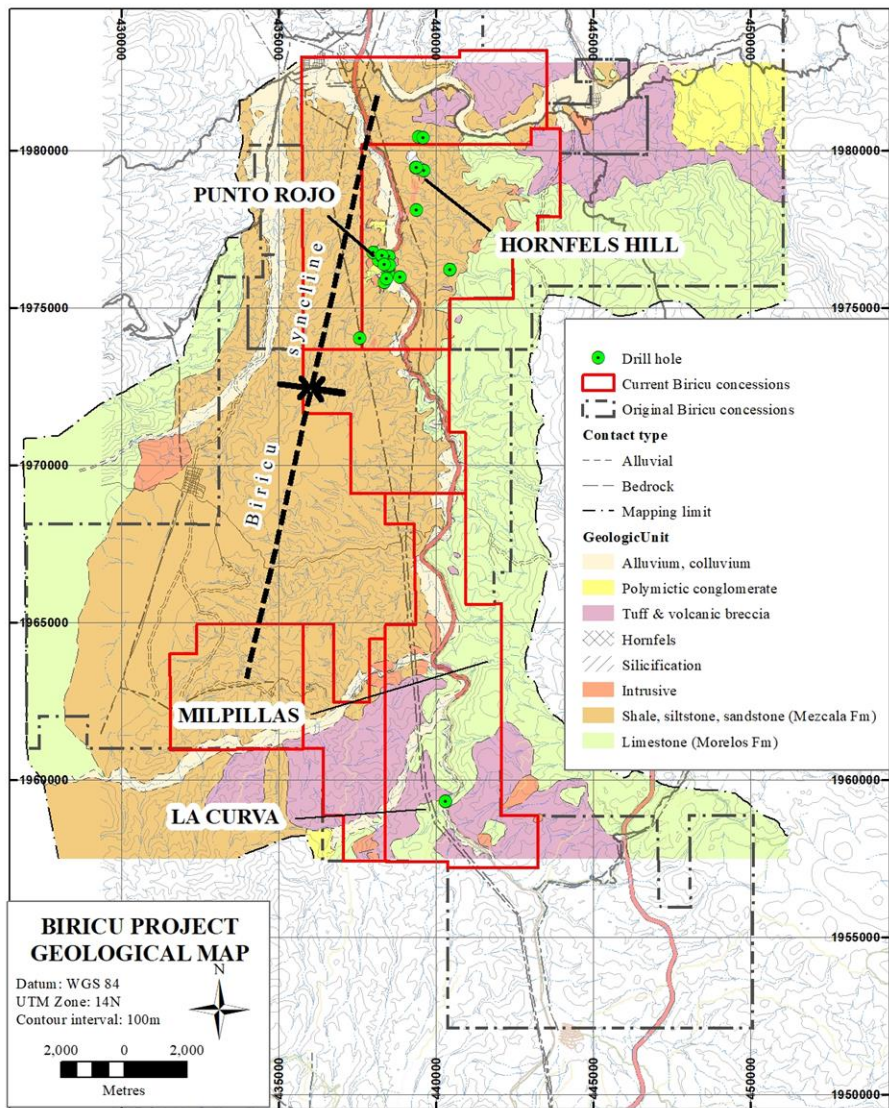 430000
435000
440000
445000
450000
1980000
1980000
PUNTO ROJO
HORNFELS HILL
1975000
1975000
syncline
Biricu
1970000
1965000
1960000
1960000
MILPILLAS
LA CURVA
Drill hole
Current Biricu concessions
Original Biricu concessions
Contact type
Alluvial
Bedrock
Mapping limit
GeologicUnit
Alluvium, colluvium
Polymictic conglomerate
Tuff & volcanic breccia
Hornfels
Silicification
Intrusive
Shale, siltstone, sandstone (Mezcala Fm)
Limestone (Morelos Fm)
1955000
1950000
BIRICU PROJECT
GEOLOGICAL MAP
Datum: WGS 84
UTM Zone: 14N
Contour interval: 100m
N
2,000 0 2,000
Metres
435000
440000
445000
450000